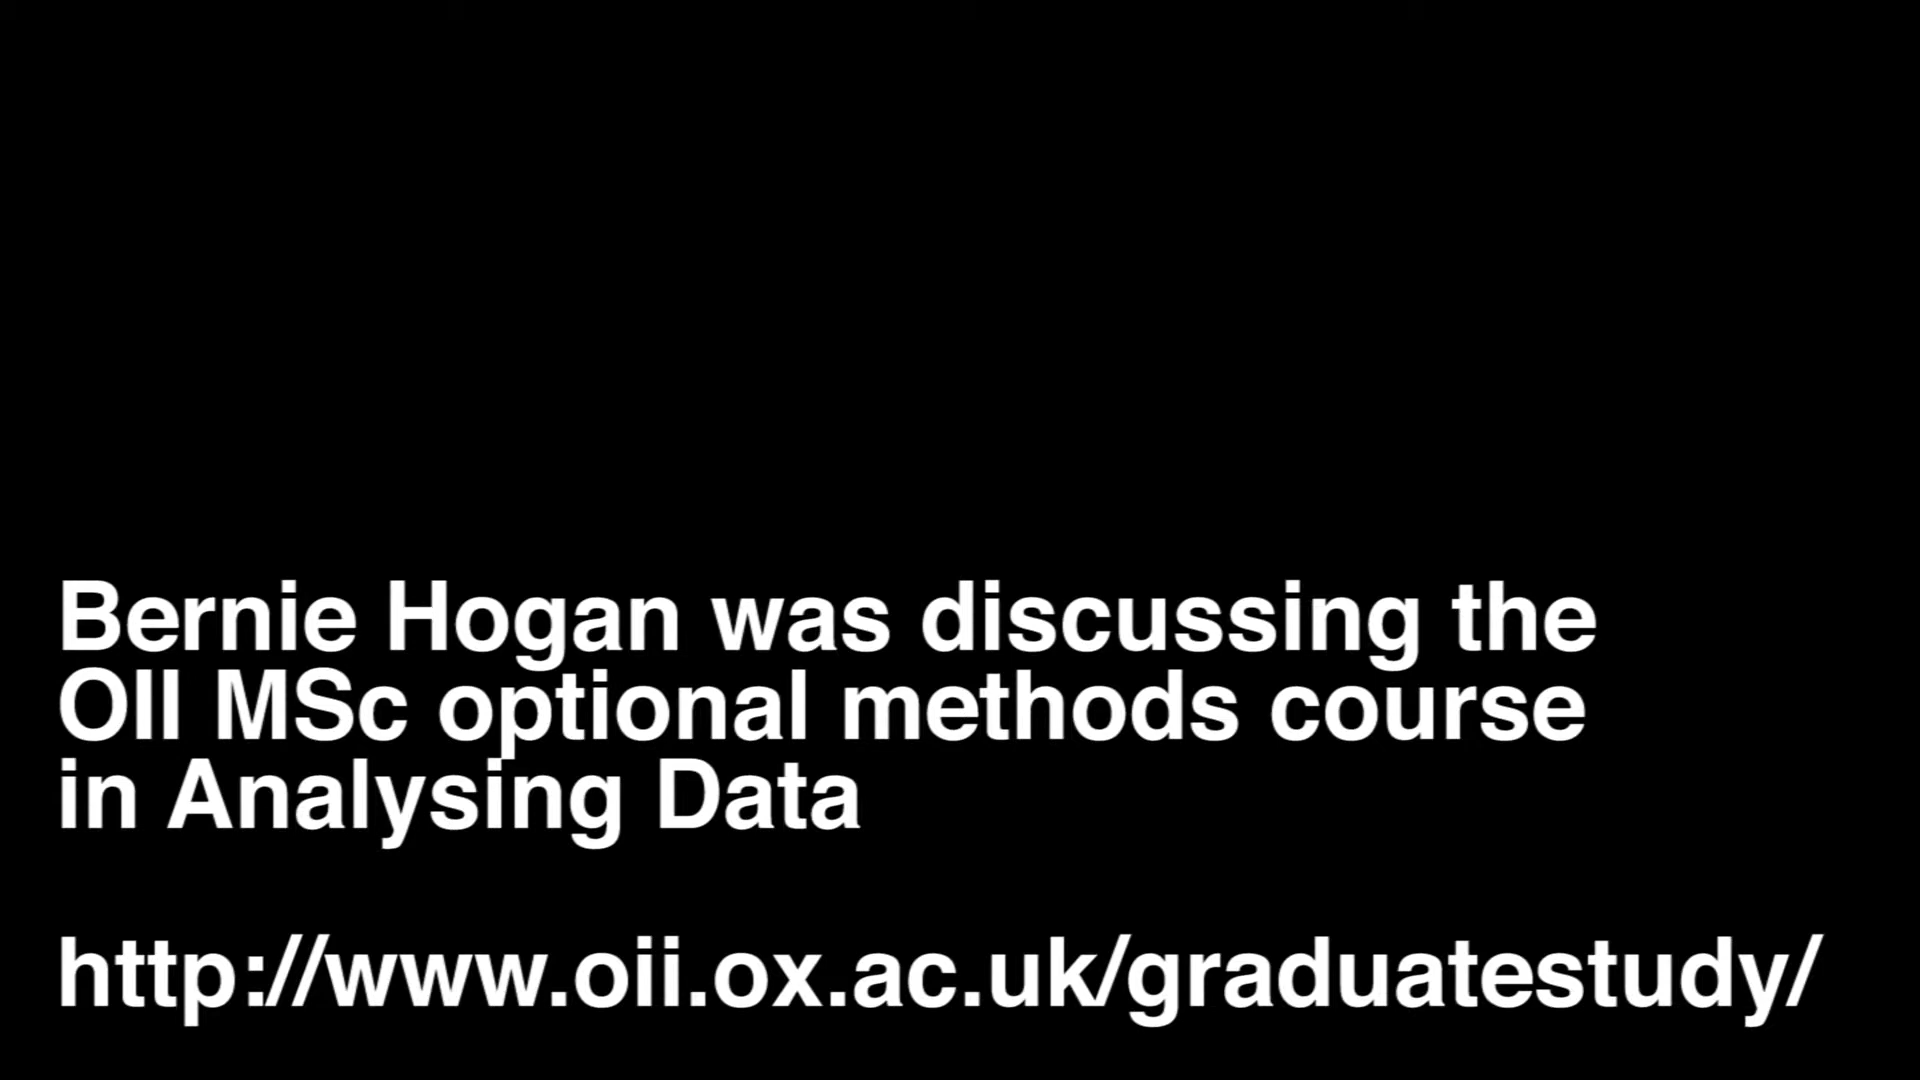 Bernie Hogan was discussing the
OII MSc optional methods course
in Analysing Data
http://www.oii.ox.ac.uk/graduatestudy/